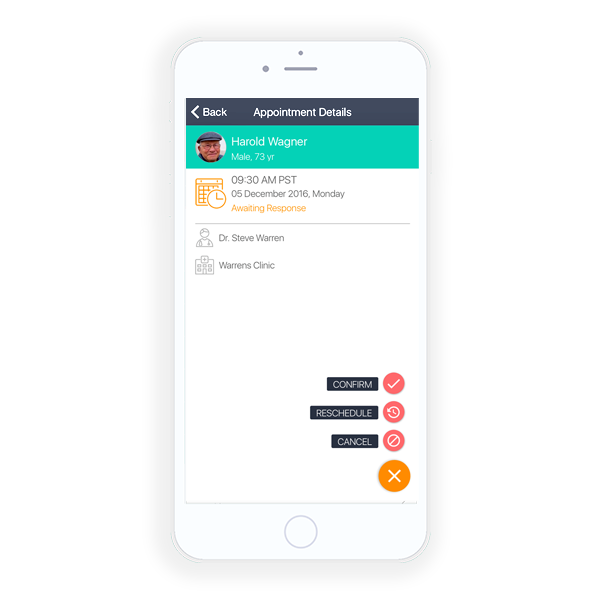 Back
Appointment Details
Harold Wagner
Male, 73 yr
09:30 AM PST
05 December 2016, Monday
Awaiting Response
Dr. Steve Warren
Warrens Clinic
CONFIRM
RESCHEDULE
CANCEL